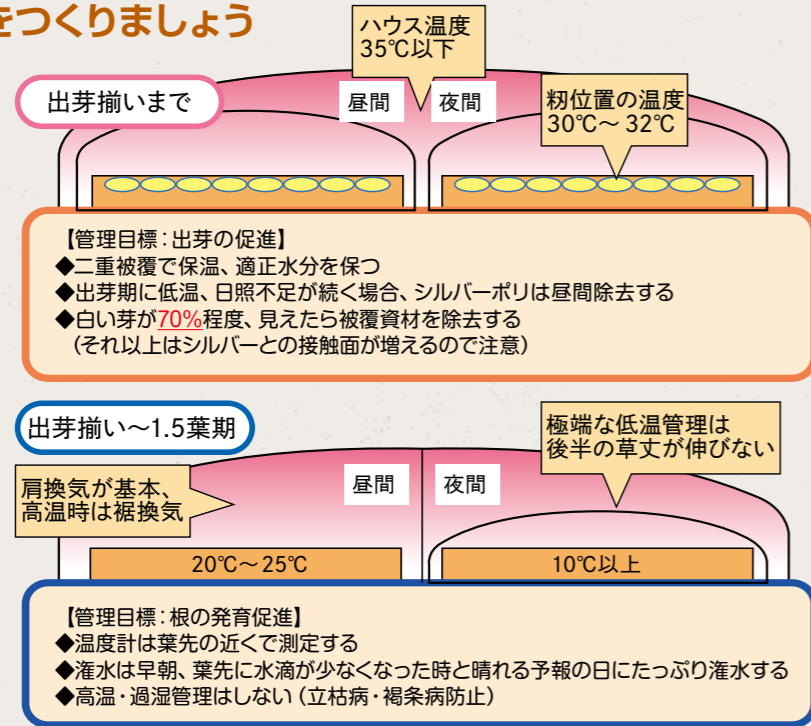 をつくりましょう
ハウス温度
35℃以下
出芽揃いまで
昼間
夜間
籾位置の温度
30℃〜32℃
【管理目標：出芽の促進】
◆二重被覆で保温、適正水分を保つ
◆出芽期に低温、日照不足が続く場合、シルバーポリは昼間除去する
◆白い芽が70%程度、見えたら被覆資材を除去する
（それ以上はシルバーとの接触面が増えるので注意）
出芽揃い〜1.5葉期
極端な低温管理は
後半の草丈が伸びない
肩換気が基本、
高温時は裾換気
昼間
夜間
20℃〜25℃
10℃以上
【管理目標：根の発育促進】
◆温度計は葉先の近くで測定する
◆潅水は早朝、葉先に水滴が少なくなった時と晴れる予報の日にたっぷり潅水する
◆高温・過湿管理はしない（立枯病・褐条病防止）